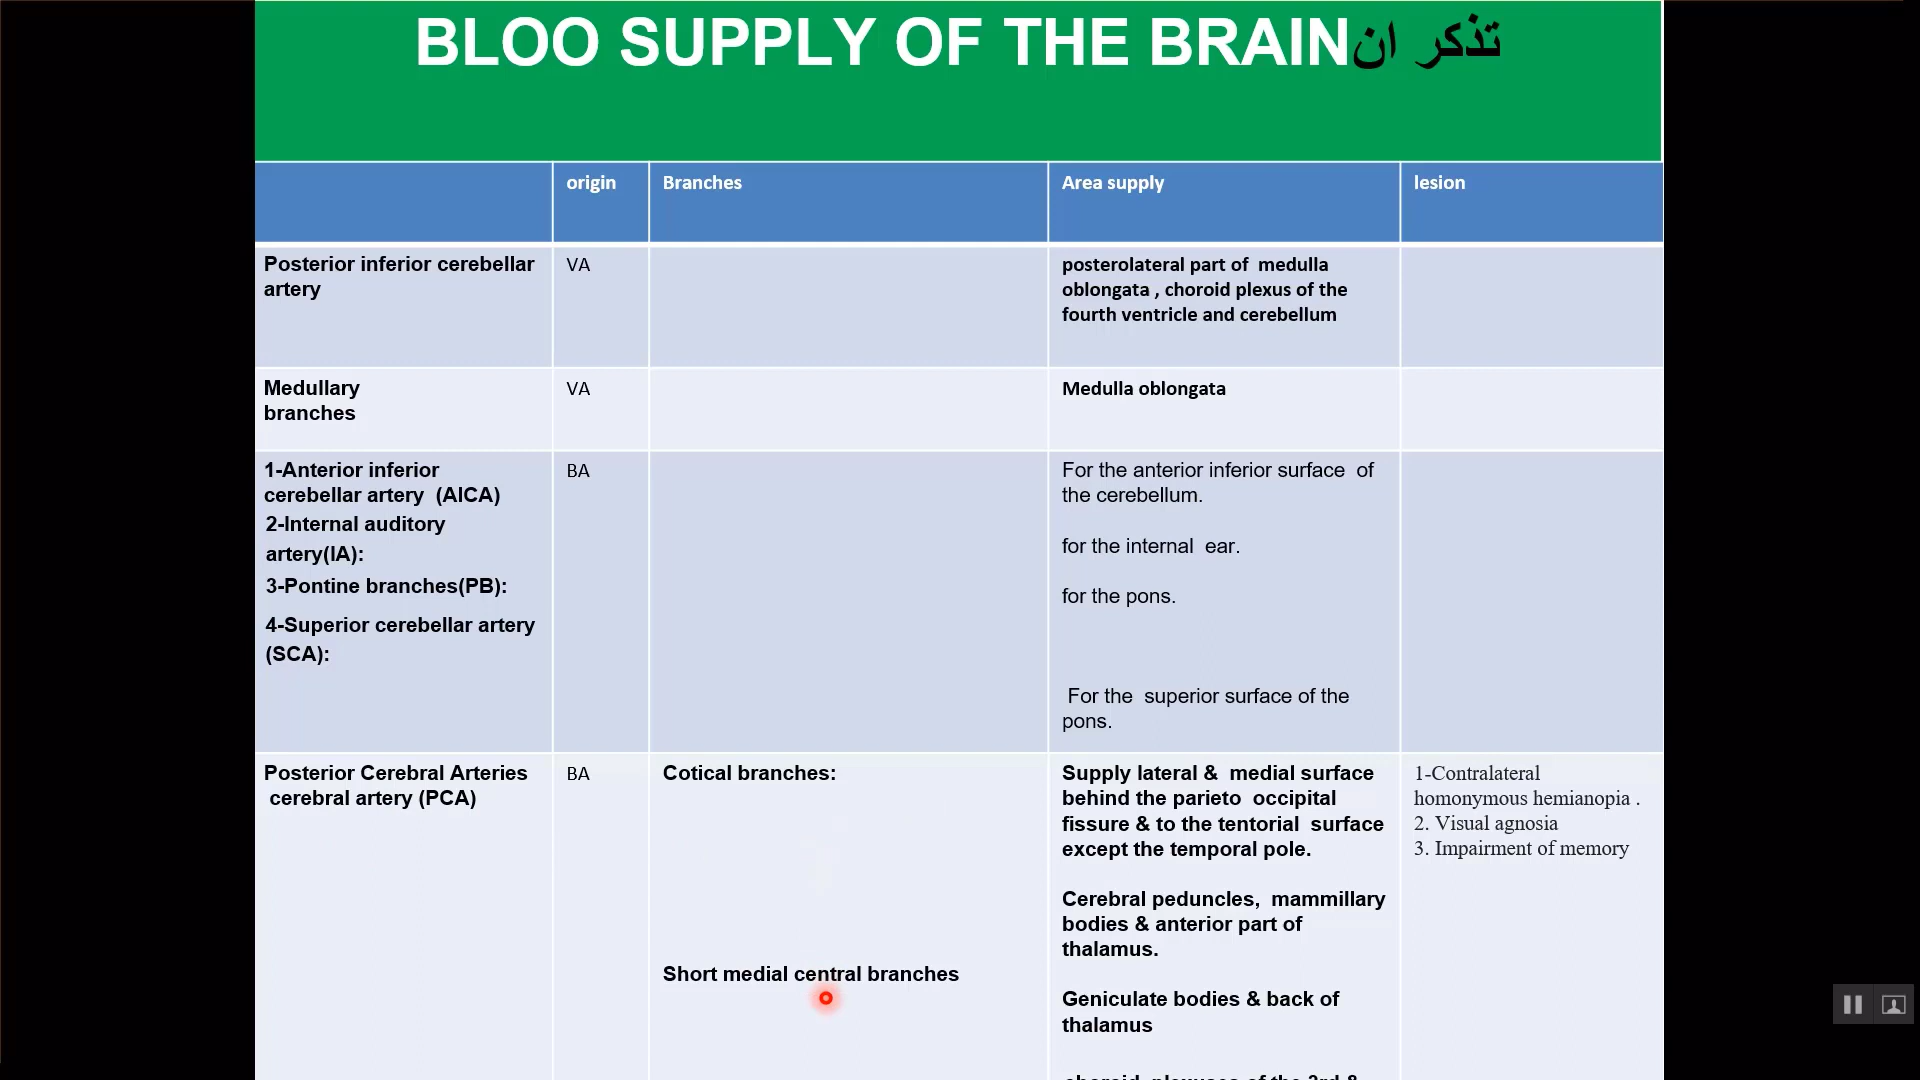 BLOO SUPPLY OF THE BRAIN تذكر ان
origin
Branches
Area supply
lesion
Posterior inferior cerebellar
artery
VA
posterolateral part of medulla
oblongata , choroid plexus of the
fourth ventricle and cerebellum
Medullary
branches
VA
Medulla oblongata
1-Anterior inferior
cerebellar artery (AICA)
2-Internal auditory
artery(IA):
3-Pontine branches(PB):
4-Superior cerebellar artery
(SCA):
BA
For the anterior inferior surface of
the cerebellum.
for the internal ear.
for the pons.
For the superior surface of the
pons.
Posterior Cerebral Arteries
cerebral artery (PCA)
BA
Cotical branches:
Short medial central branches
Supply lateral & medial surface
behind the parieto occipital
fissure & to the tentorial surface
except the temporal pole.
Cerebral peduncles, mammillary
bodies & anterior part of
thalamus.
Geniculate bodies & back of
thalamus
choroid plexuses of the 3rd &
1-Contralateral
homonymous hemianopia .
2. Visual agnosia
3. Impairment of memory